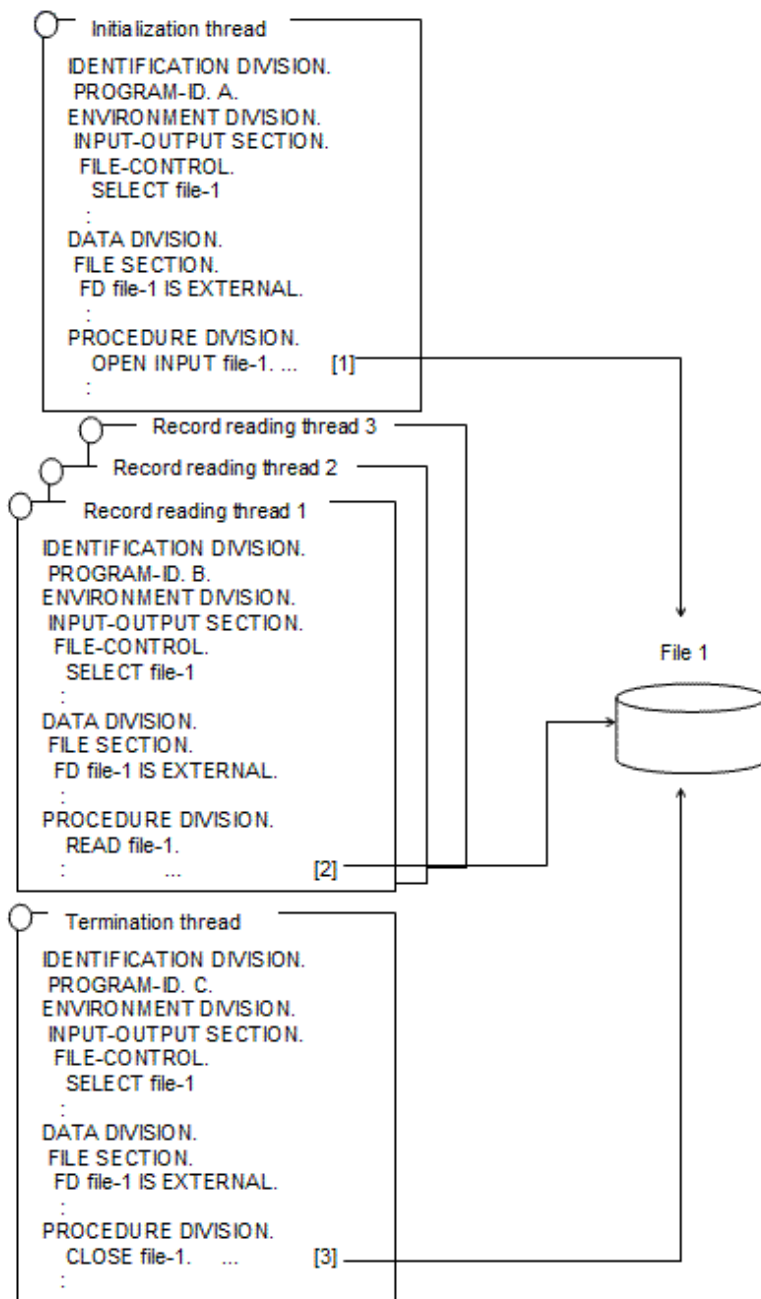 Initialization thread
IDENTIFICATION DIVISION.
PROGRAM-ID. A.
ENVIRONMENT DIVISION.
INPUT-OUTPUT SECTION.
FILE-CONTROL.
SELECT file-1
:
DATA DIVISION.
FILE SECTION.
FD file-1 IS EXTERNAL.
:
PROCEDURE DIVISION.
OPEN INPUT file-1. ... [1]
:
Record reading thread 3
Record reading thread 2
Record reading thread 1
IDENTIFICATION DIVISION.
PROGRAM-ID. B.
ENVIRONMENT DIVISION.
INPUT-OUTPUT SECTION.
FILE-CONTROL.
SELECT file-1
:
DATA DIVISION.
FILE SECTION.
FD file-1 IS EXTERNAL.
:
PROCEDURE DIVISION.
READ file-1.
: ... [2]
File 1
Termination thread
IDENTIFICATION DIVISION.
PROGRAM-ID. C.
ENVIRONMENT DIVISION.
INPUT-OUTPUT SECTION.
FILE-CONTROL.
SELECT file-1
:
DATA DIVISION.
FILE SECTION.
FD file-1 IS EXTERNAL.
:
PROCEDURE DIVISION.
CLOSE file-1. ... [3]
: